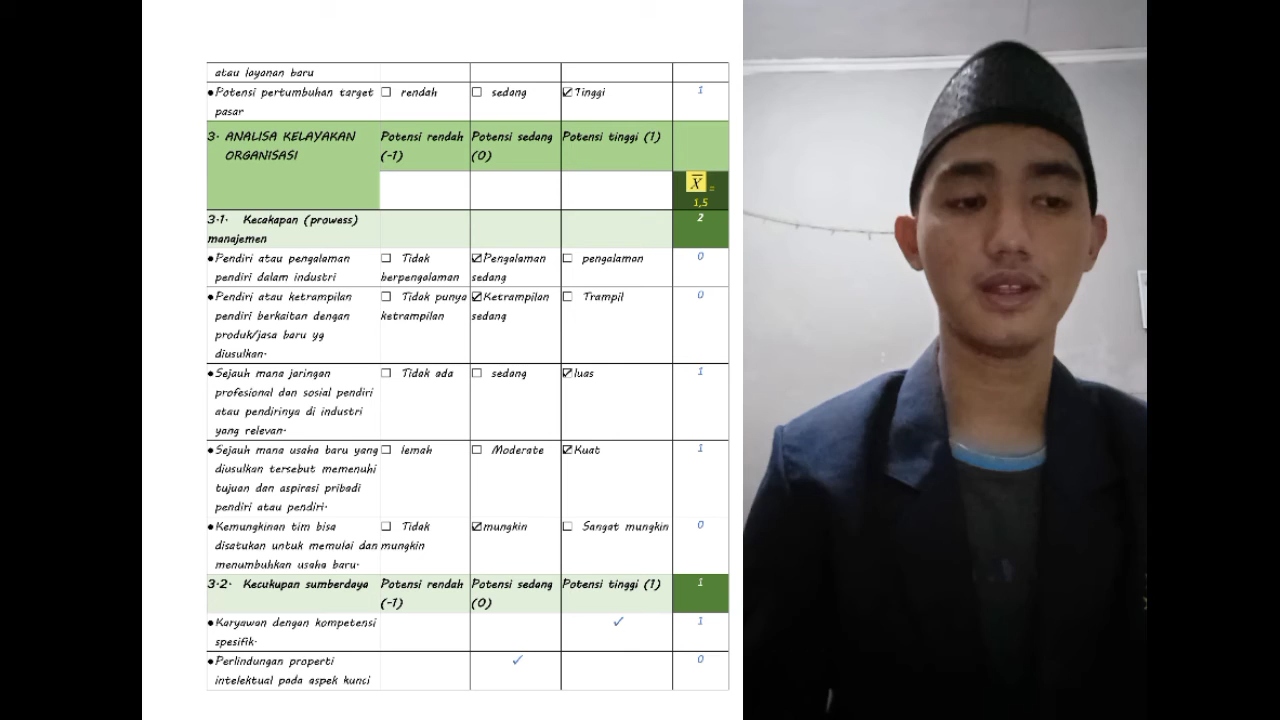 atau layanan baru
•Potensi pertumbuhan target pasar ☐ rendah ☐ sedang ☑Tinggi 1
3. ANALISA KELAYAKAN ORGANISASI Potensi rendah (-1) Potensi sedang (0) Potensi tinggi (1)
X̅ = 1,5
3.1. Kecakapan (prowess) manajemen 2
•Pendiri atau pengalaman pendiri dalam industri ☐ Tidak berpengalaman ☑Pengalaman sedang ☐ pengalaman 0
•Pendiri atau ketrampilan pendiri berkaitan dengan produk/jasa baru yg diusulkan. ☐ Tidak punya ketrampilan ☑Ketrampilan sedang ☐ Trampil 0
•Sejauh mana jaringan profesional dan sosial pendiri atau pendirinya di industri yang relevan. ☐ Tidak ada ☐ sedang ☑luas 1
•Sejauh mana usaha baru yang diusulkan tersebut memenuhi tujuan dan aspirasi pribadi pendiri atau pendiri. ☐ lemah ☐ Moderate ☑Kuat 1
•Kemungkinan tim bisa disatukan untuk memulai dan menumbuhkan usaha baru. ☐ Tidak mungkin ☑mungkin ☐ Sangat mungkin 0
3.2. Kecukupan sumberdaya Potensi rendah (-1) Potensi sedang (0) Potensi tinggi (1) 1
•Karyawan dengan kompetensi spesifik. ✓ 1
•Perlindungan properti intelektual pada aspek kunci ✓ 0